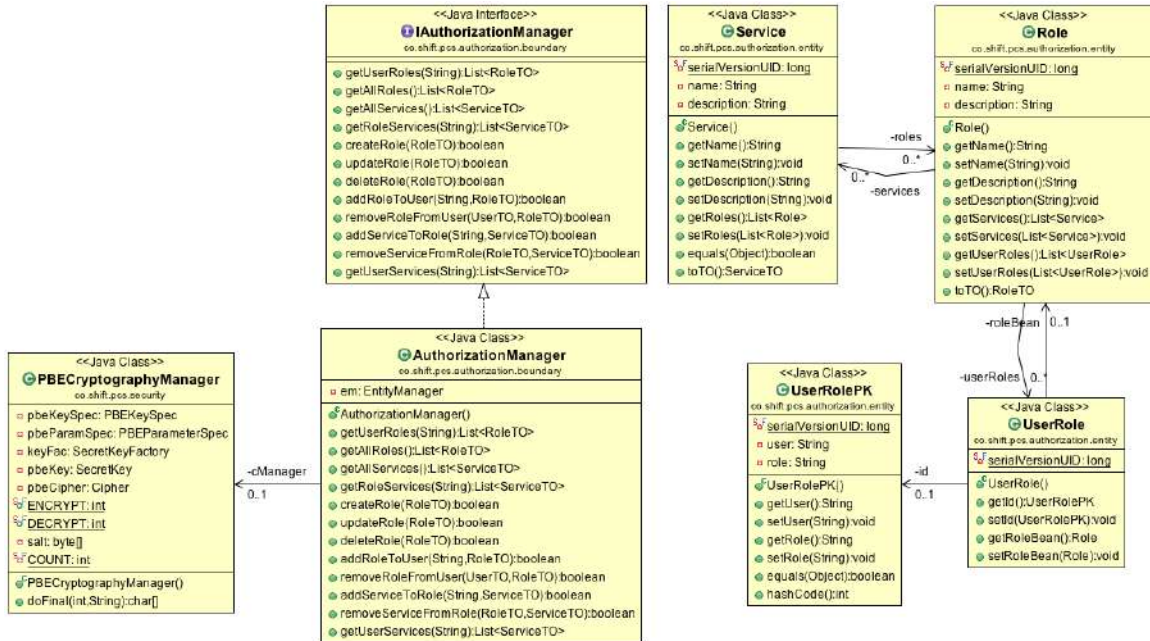 <<Java Interface>>
IAuthorizationManager
co.shift.pcs.authorization.boundary
getUserRoles(String):List<RoleTO>
getAllRoles():List<RoleTO>
getAllServices():List<ServiceTO>
getRoleServices(String):List<ServiceTO>
createRole(RoleTO):boolean
updateRole(RoleTO):boolean
deleteRole(RoleTO):boolean
addRoleToUser(String,RoleTO):boolean
removeRoleFromUser(UserTO,RoleTO):boolean
addServiceToRole(String,ServiceTO):boolean
removeServiceFromRole(RoleTO,ServiceTO):boolean
getUserServices(String):List<ServiceTO>
<<Java Class>>
Service
co.shift.pcs.authorization.entity
serialVersionUID: long
name: String
description: String
Service()
getName():String
setName(String):void
getDescription():String
setDescription(String):void
getRoles():List<Role>
setRoles(List<Role>):void
equals(Object):boolean
toTO():ServiceTO
-roles
0..*
0..*
-services
<<Java Class>>
Role
co.shift.pcs.authorization.entity
serialVersionUID: long
name: String
description: String
Role()
getName():String
setName(String):void
getDescription():String
setDescription(String):void
getServices():List<Service>
setServices(List<Service>):void
getUserRoles():List<UserRole>
setUserRoles(List<UserRole>):void
toTO():RoleTO
-roleBean
0..1
-userRoles
0..*
<<Java Class>>
PBECryptographyManager
co.shift.pcs.security
pbeKeySpec: PBEKeySpec
pbeParamSpec: PBEParameterSpec
keyFac: SecretKeyFactory
pbeKey: SecretKey
pbeCipher: Cipher
ENCRYPT: int
DECRYPT: int
salt: byte[]
COUNT: int
PBECryptographyManager()
doFinal(int,String):char[]
-cManager
0..1
<<Java Class>>
AuthorizationManager
co.shift.pcs.authorization.boundary
em: EntityManager
AuthorizationManager()
getUserRoles(String):List<RoleTO>
getAllRoles():List<RoleTO>
getAllServices():List<ServiceTO>
getRoleServices(String):List<ServiceTO>
createRole(RoleTO):boolean
updateRole(RoleTO):boolean
deleteRole(RoleTO):boolean
addRoleToUser(String,RoleTO):boolean
removeRoleFromUser(UserTO,RoleTO):boolean
addServiceToRole(String,ServiceTO):boolean
removeServiceFromRole(RoleTO,ServiceTO):boolean
getUserServices(String):List<ServiceTO>
<<Java Class>>
UserRolePK
co.shift.pcs.authorization.entity
serialVersionUID: long
user: String
role: String
UserRolePK()
getUser():String
setUser(String):void
getRole():String
setRole(String):void
equals(Object):boolean
hashCode():int
-id
0..1
<<Java Class>>
UserRole
co.shift.pcs.authorization.entity
serialVersionUID: long
UserRole()
getId():UserRolePK
setId(UserRolePK):void
getRoleBean():Role
setRoleBean(Role):void